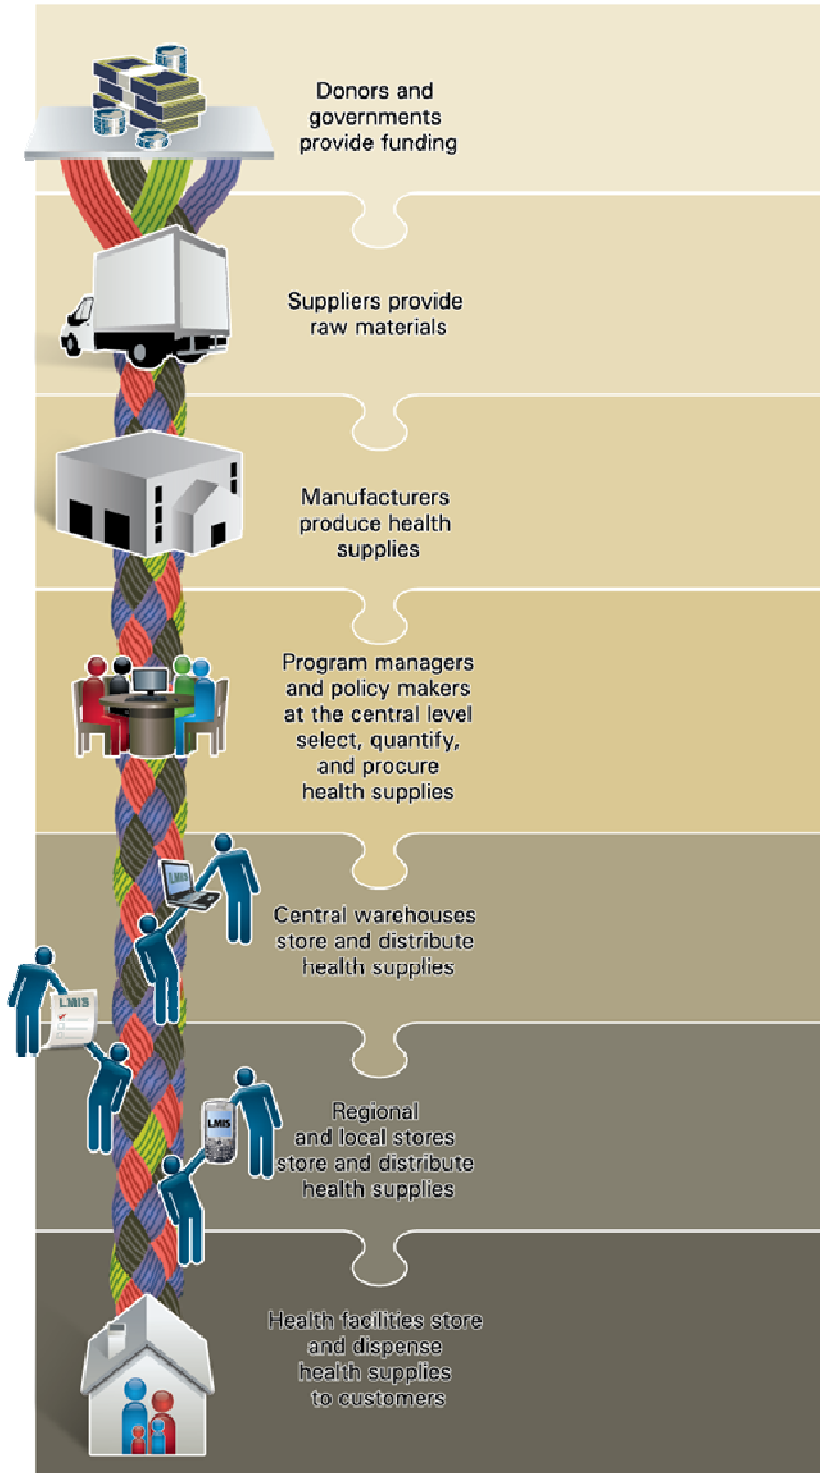 Donors and
governments
provide funding
Suppliers provide
raw materials
Manufacturers
produce health
supplies
Program managers
and policy makers
at the central level
select, quantify,
and procure
health supplies
LMIS
Central warehouses
store and distribute
health supplies
LMIS
LMIS
Regional
and local stores
store and distribute
health supplies
Health facilities store
and dispense
health supplies
to customers